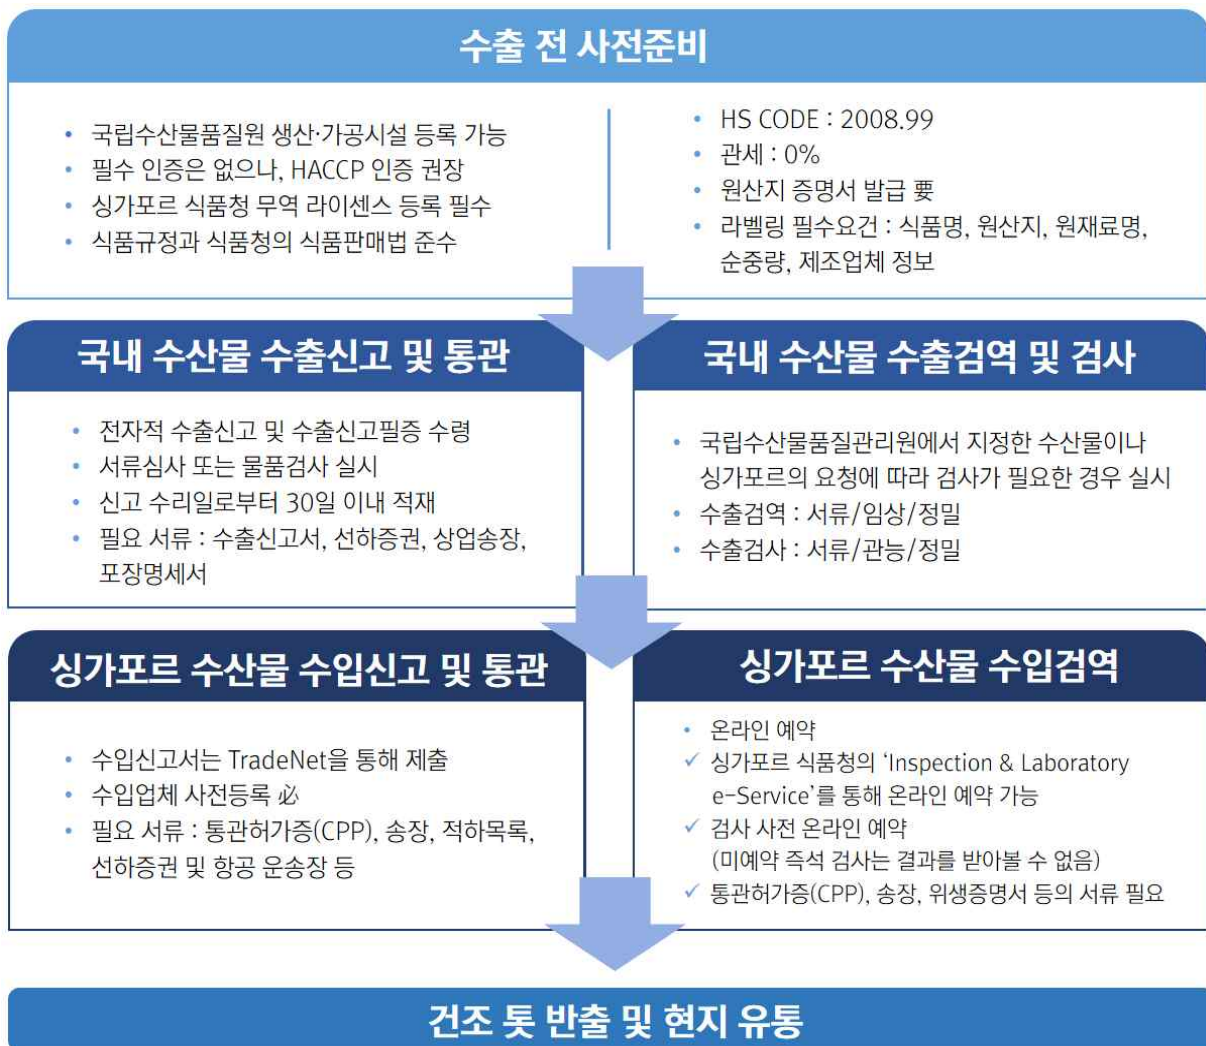 수출 전 사전준비
• 국립수산물품질원 생산·가공시설 등록 가능
• 필수 인증은 없으나, HACCP 인증 권장
• 싱가포르 식품청 무역 라이센스 등록 필수
• 식품규정과 식품청의 식품판매법 준수
• HS CODE : 2008.99
• 관세 : 0%
• 원산지 증명서 발급 要
• 라벨링 필수요건 : 식품명, 원산지, 원재료명,
순중량, 제조업체 정보
국내 수산물 수출신고 및 통관
• 전자적 수출신고 및 수출신고필증 수령
• 서류심사 또는 물품검사 실시
• 신고 수리일로부터 30일 이내 적재
• 필요 서류 : 수출신고서, 선하증권, 상업송장,
포장명세서
국내 수산물 수출검역 및 검사
• 국립수산물품질관리원에서 지정한 수산물이나
싱가포르의 요청에 따라 검사가 필요한 경우 실시
• 수출검역 : 서류/임상/정밀
• 수출검사 : 서류/관능/정밀
싱가포르 수산물 수입신고 및 통관
• 수입신고서는 TradeNet을 통해 제출
• 수입업체 사전등록 必
• 필요 서류 : 통관허가증(CPP), 송장, 적하목록,
선하증권 및 항공 운송장 등
싱가포르 수산물 수입검역
• 온라인 예약
✓ 싱가포르 식품청의 ‘Inspection & Laboratory
e-Service’를 통해 온라인 예약 가능
✓ 검사 사전 온라인 예약
(미예약 즉석 검사는 결과를 받아볼 수 없음)
✓ 통관허가증(CPP), 송장, 위생증명서 등의 서류 필요
건조 톳 반출 및 현지 유통